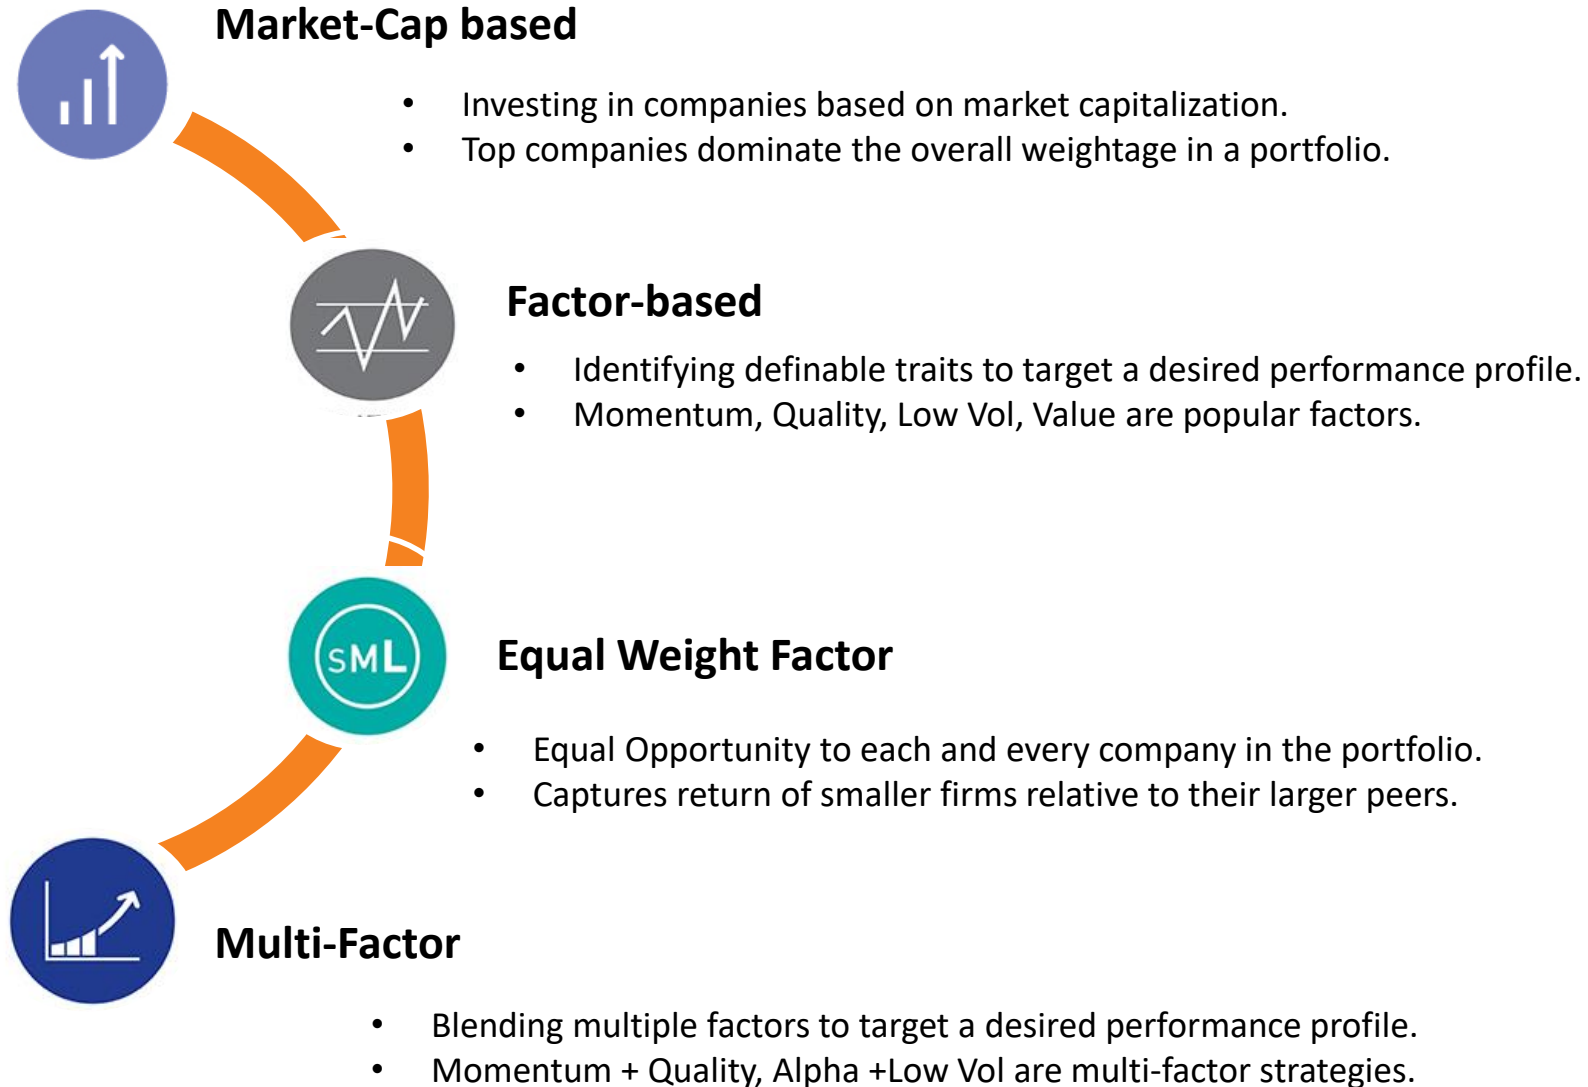 Market-Cap based
• Investing in companies based on market capitalization.
• Top companies dominate the overall weightage in a portfolio.
Factor-based
• Identifying definable traits to target a desired performance profile.
• Momentum, Quality, Low Vol, Value are popular factors.
SML
Equal Weight Factor
• Equal Opportunity to each and every company in the portfolio.
• Captures return of smaller firms relative to their larger peers.
Multi-Factor
• Blending multiple factors to target a desired performance profile.
• Momentum + Quality, Alpha +Low Vol are multi-factor strategies.